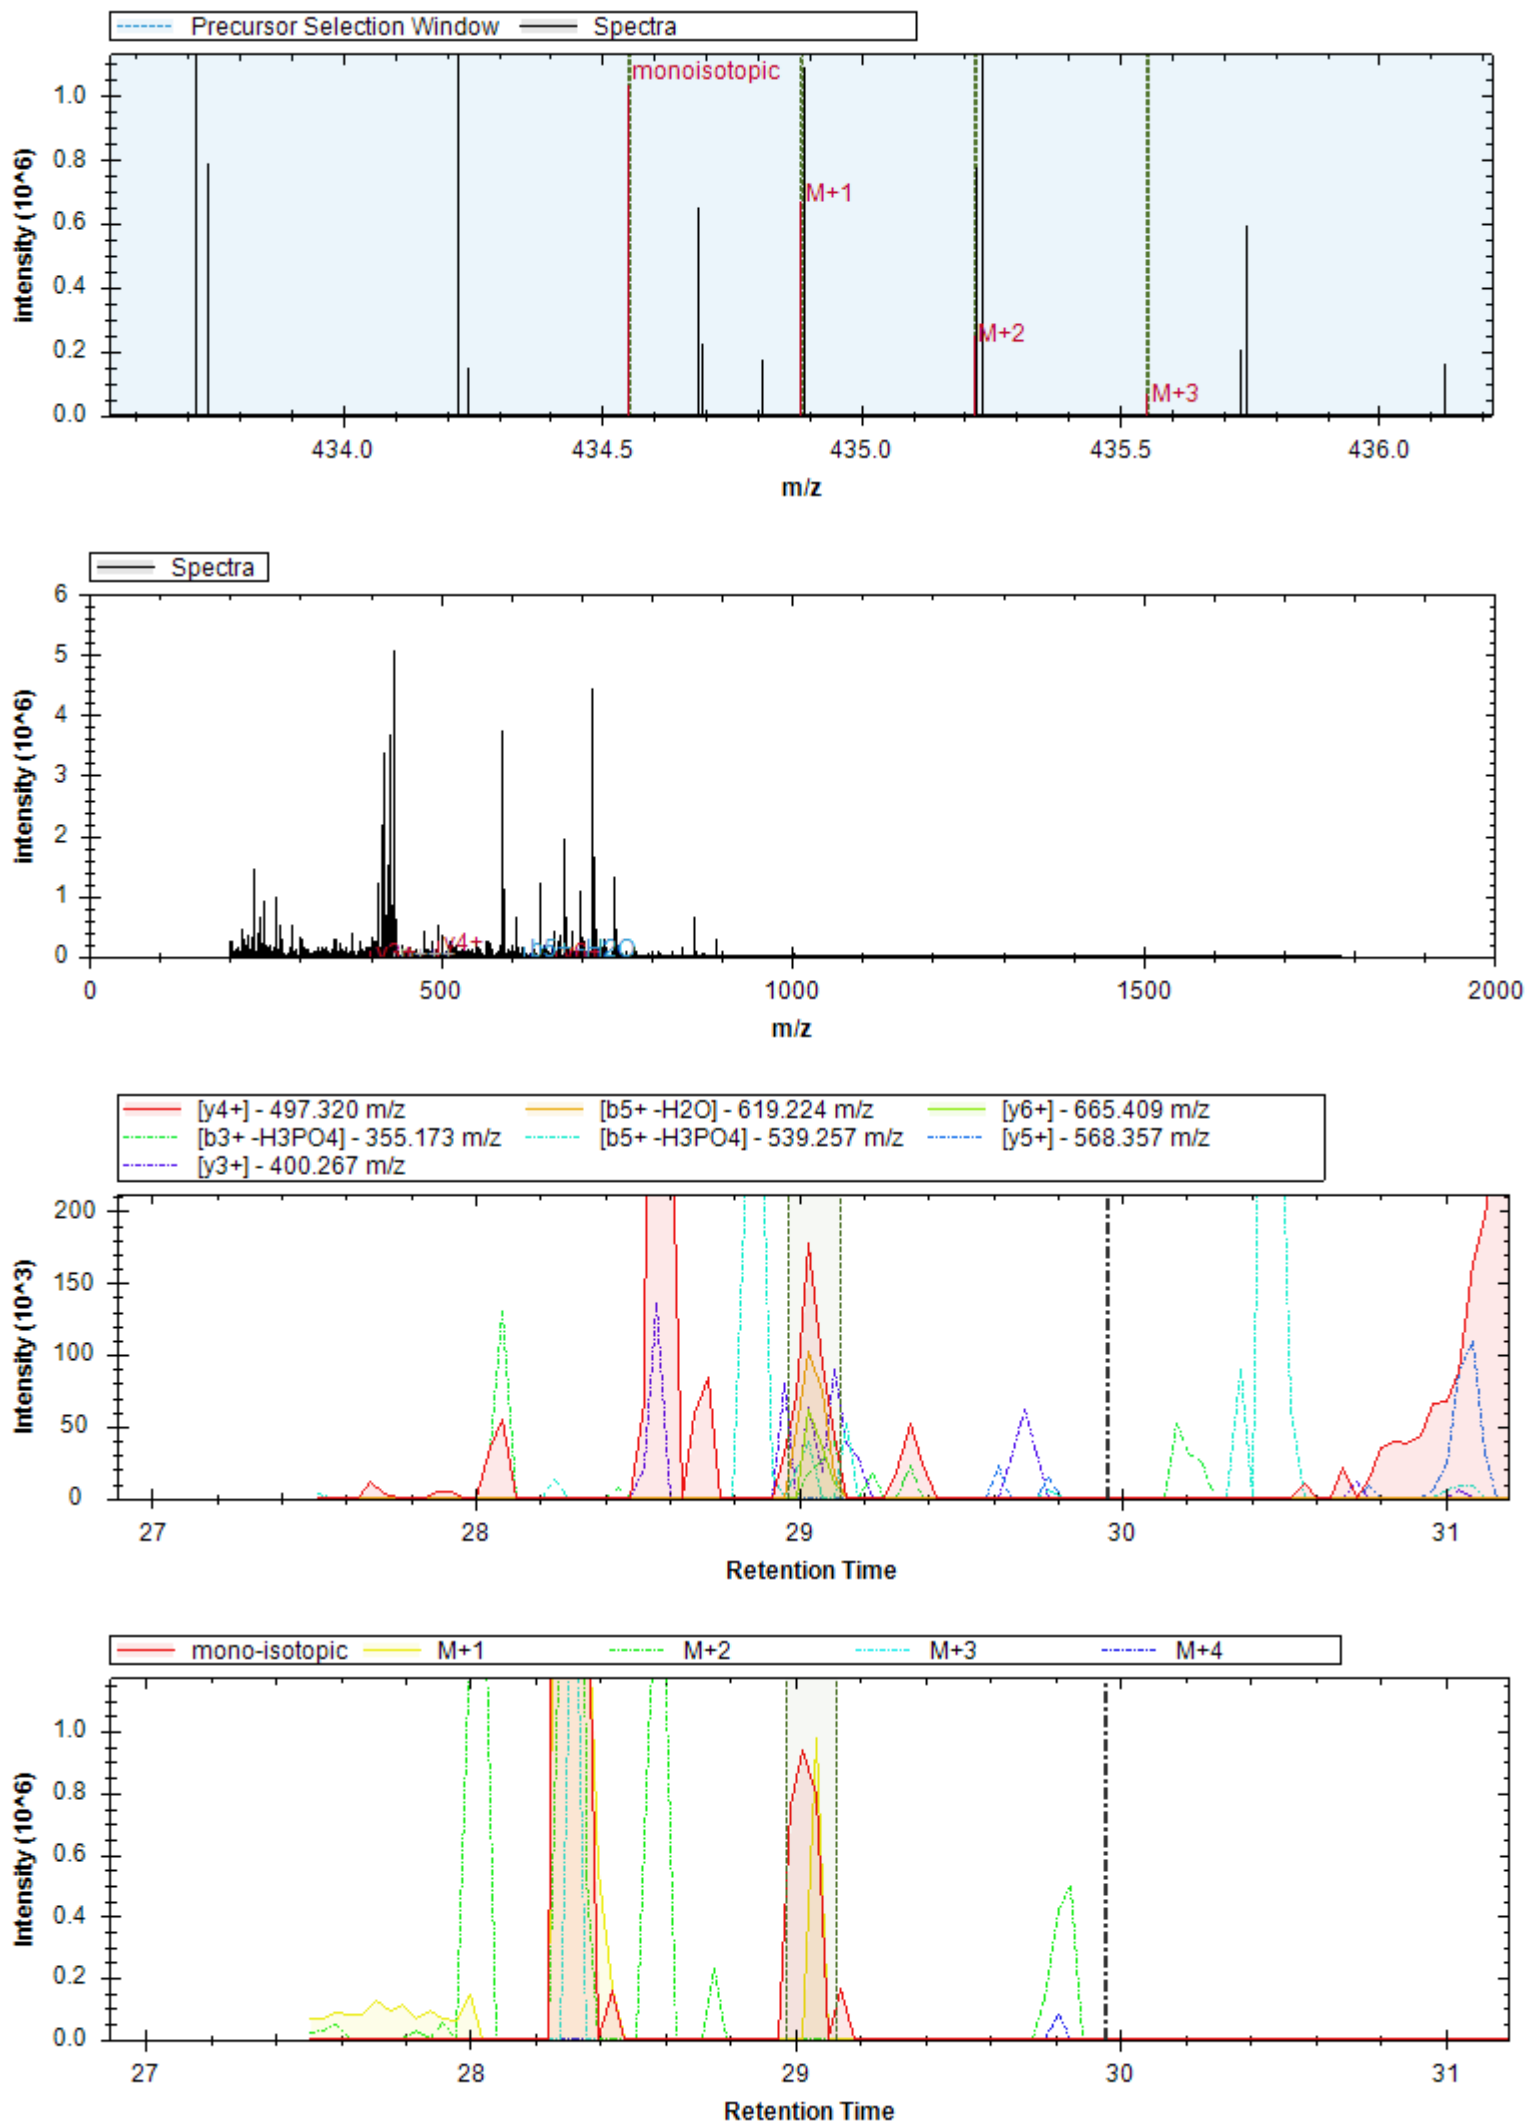 Precursor Selection Window Spectra
monoisotopic
M+1
M+2
M+3
intensity (10^6)
1.0
0.8
0.6
0.4
0.2
0.0
434.0 434.5 435.0 435.5 436.0
m/z
Spectra
intensity (10^6)
6
5
4
3
2
1
0
y4+
0 500 1000 1500 2000
m/z
[y4+] - 497.320 m/z [b5+ -H2O] - 619.224 m/z [y6+] - 665.409 m/z
[b3+ -H3PO4] - 355.173 m/z [b5+ -H3PO4] - 539.257 m/z [y5+] - 568.357 m/z
[y3+] - 400.267 m/z
Intensity (10^3)
200
150
100
50
0
27 28 29 30 31
Retention Time
mono-isotopic M+1 M+2 M+3 M+4
Intensity (10^6)
1.0
0.8
0.6
0.4
0.2
0.0
27 28 29 30 31
Retention Time